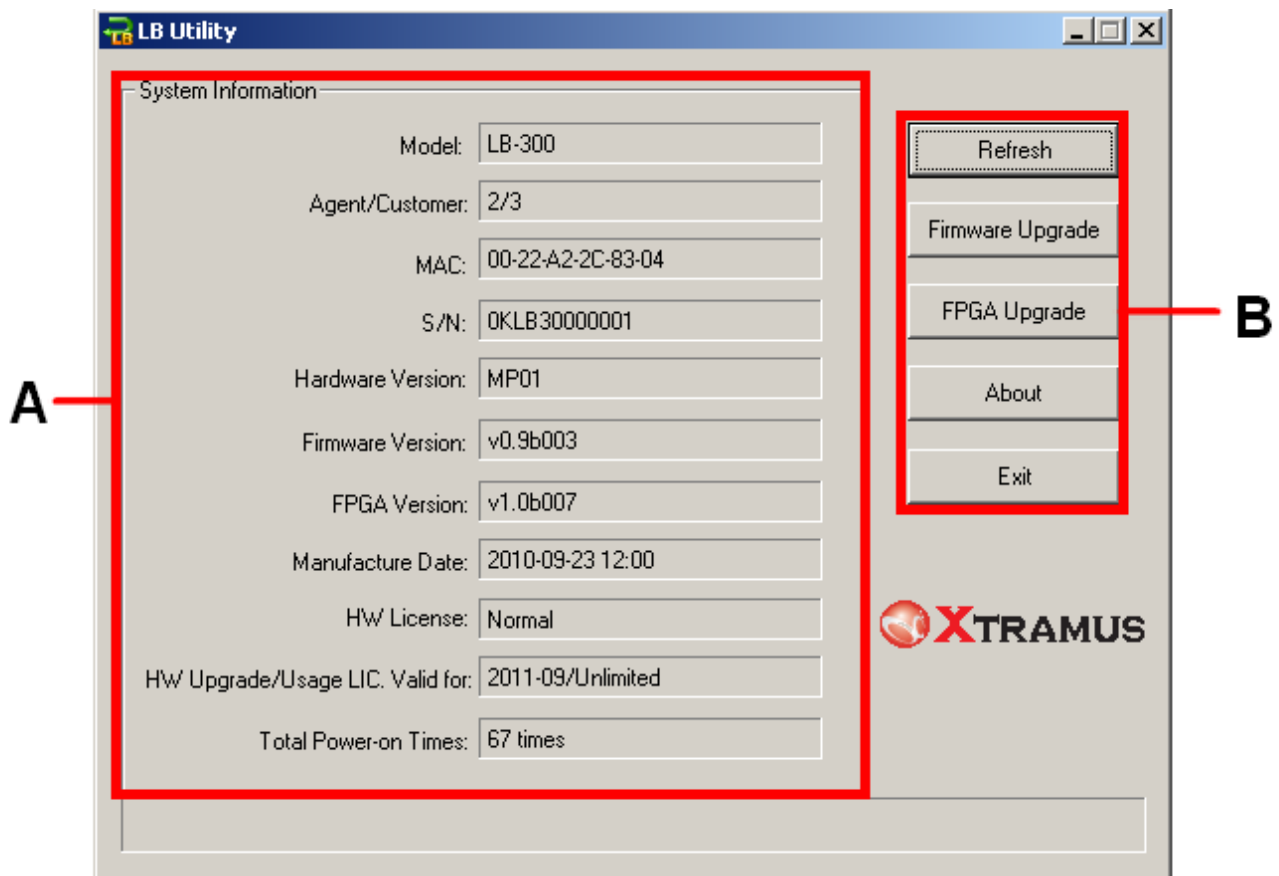 LB Utility
System Information
Model: LB-300
Agent/Customer: 2/3
MAC: 00-22-A2-2C-83-04
S/N: 0KLB30000001
Hardware Version: MP01
Firmware Version: v0.9b003
FPGA Version: v1.0b007
Manufacture Date: 2010-09-23 12:00
HW License: Normal
HW Upgrade/Usage LIC. Valid for: 2011-09/Unlimited
Total Power-on Times: 67 times
Refresh
Firmware Upgrade
FPGA Upgrade
About
Exit
XTRAMUS
A
B
LB